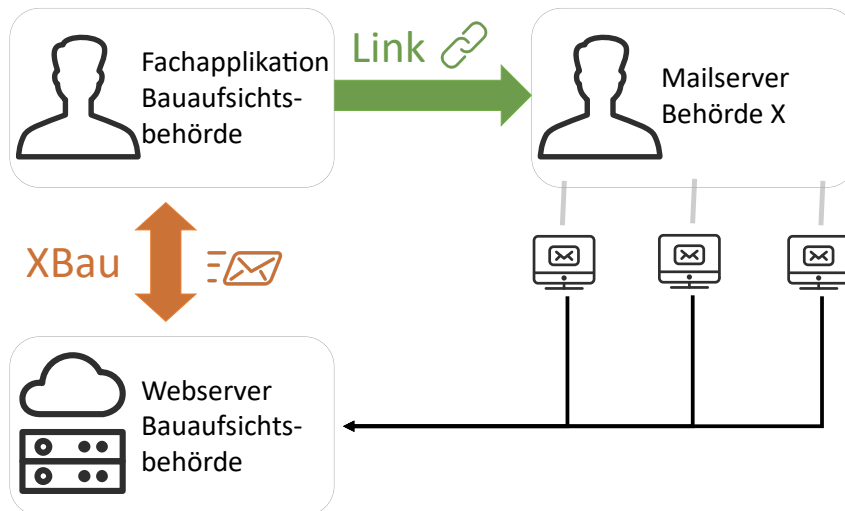 Fachapplikation
Bauaufsichts-
behörde
Link
Mailserver
Behörde X
XBau
Webserver
Bauaufsichts-
behörde